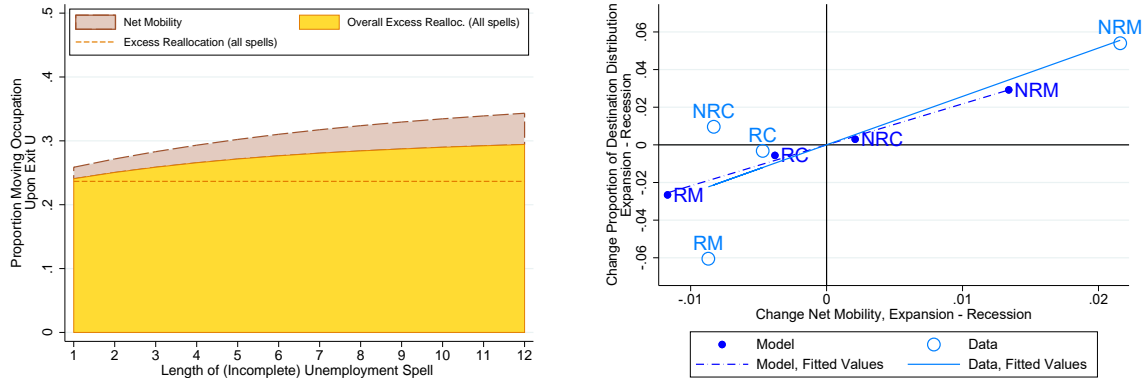 Net Mobility
Overall Excess Realloc. (All spells)
Excess Reallocation (all spells)
Proportion Moving Occupation
Upon Exit U
.5
.4
.3
.2
.1
0
1 2 3 4 5 6 7 8 9 10 11 12
Length of (Incomplete) Unemployment Spell
Change Proportion of Destination Distribution
Expansion - Recession
.06
.04
.02
0
-.02
-.04
-.06
NRM
NRM
NRC
RC
NRC
RC
RM
RM
-.01 0 .01 .02
Change Net Mobility, Expansion - Recession
Model
Data
Model, Fitted Values
Data, Fitted Values